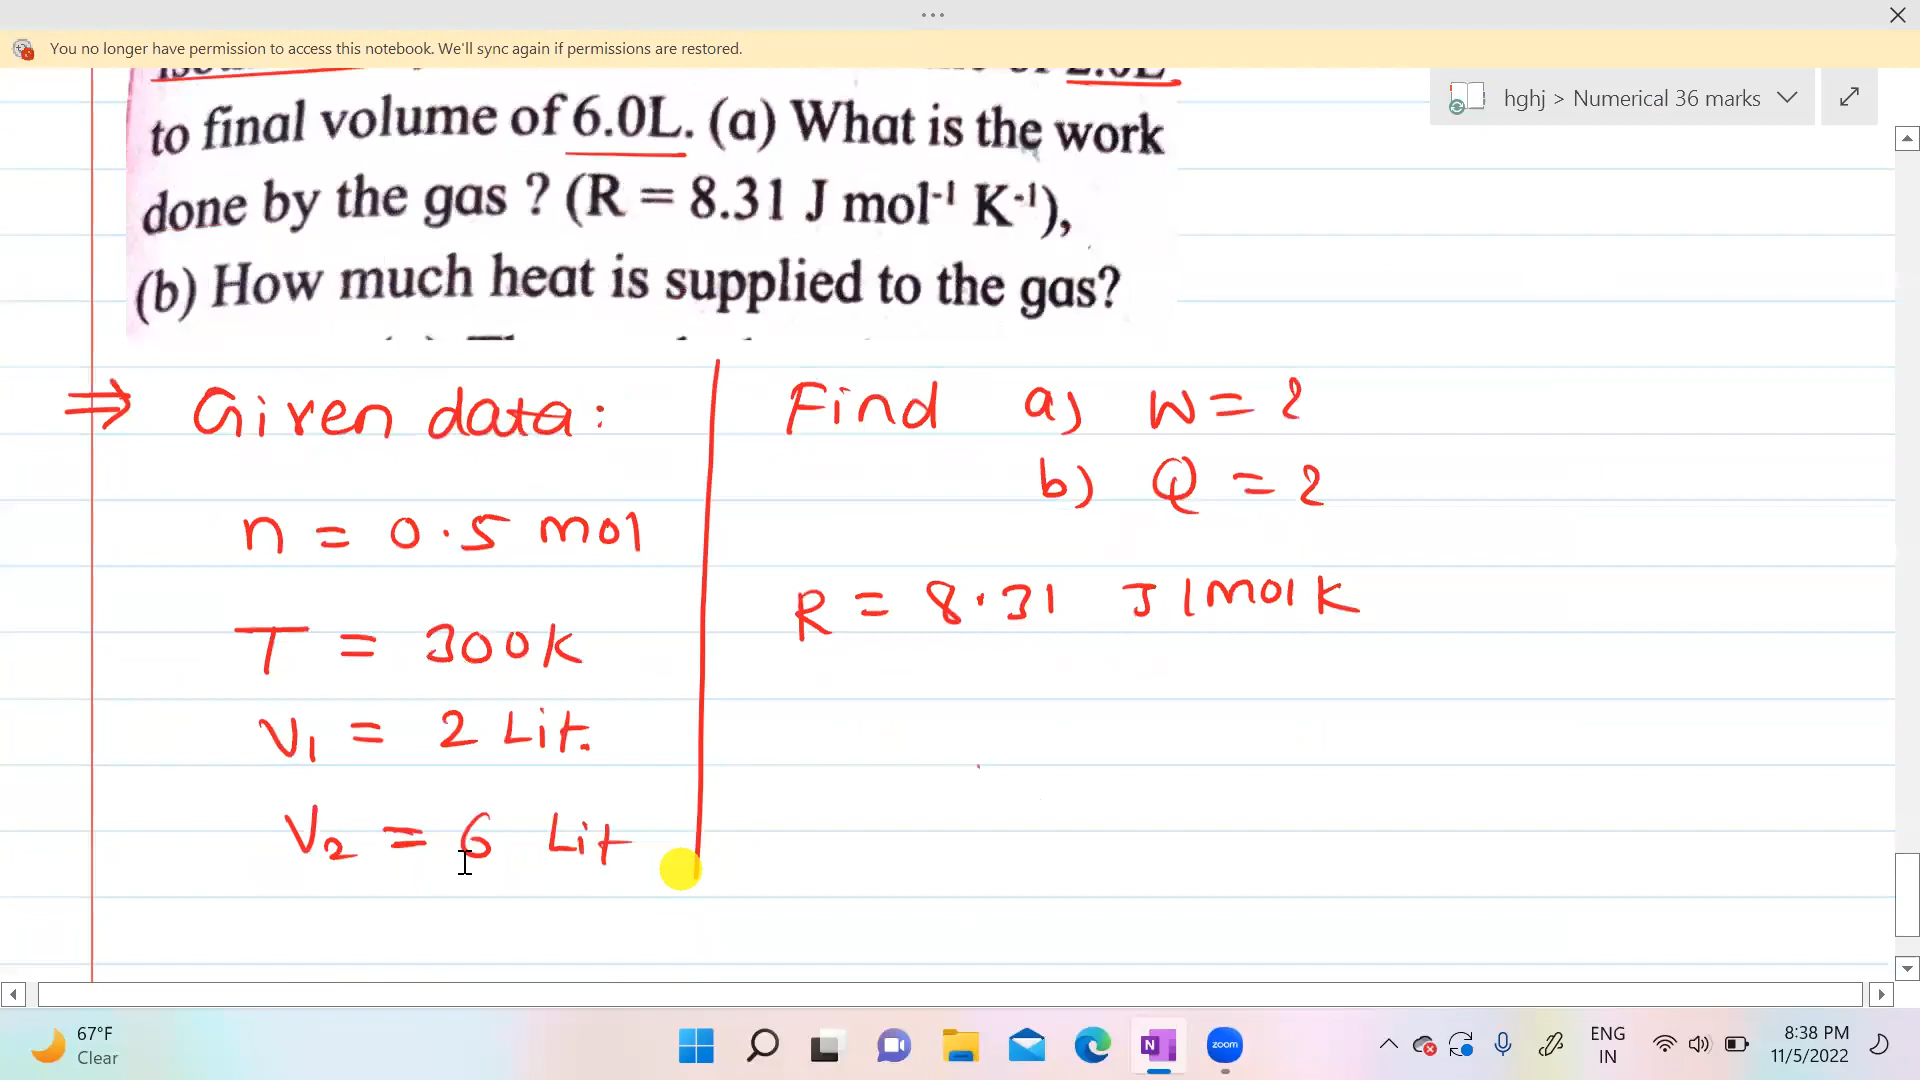 You no longer have permission to access this notebook. We'll sync again if permissions are restored.
hghj > Numerical 36 marks
of 2.0L
to final volume of 6.0L. (a) What is the work
done by the gas ? (R = 8.31 J mol⁻¹ K⁻¹),
(b) How much heat is supplied to the gas?
⇒ Given data:
n = 0.5 mol
T = 300K
V₁ = 2 Lit.
V₂ = 6 Lit
Find a) W = ?
b) Q = ?
R = 8.31 J/mol K
67°F
Clear
N
zoom
ENG
IN
8:38 PM
11/5/2022